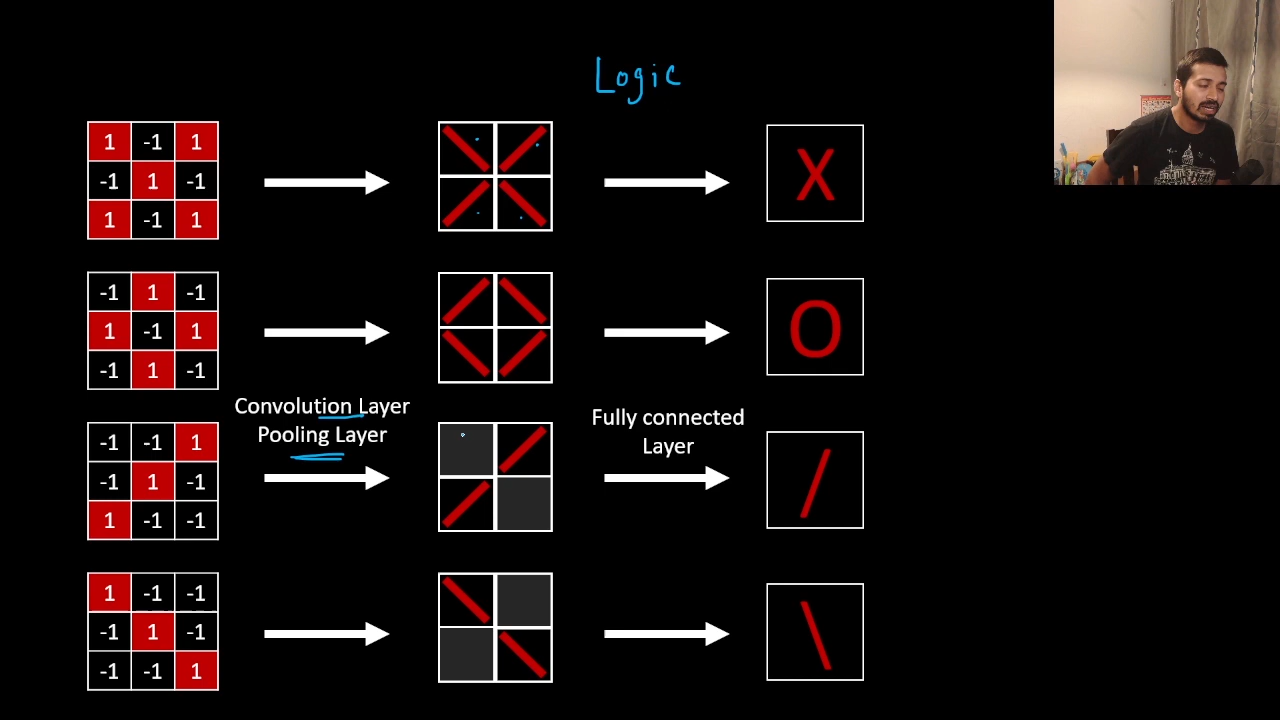 Logic
1 -1 1
-1 1 -1
1 -1 1
X
-1 1 -1
1 -1 1
-1 1 -1
O
Convolution Layer
Pooling Layer
Fully connected
Layer
-1 -1 1
-1 1 -1
1 -1 -1
/
1 -1 -1
-1 1 -1
-1 -1 1
\